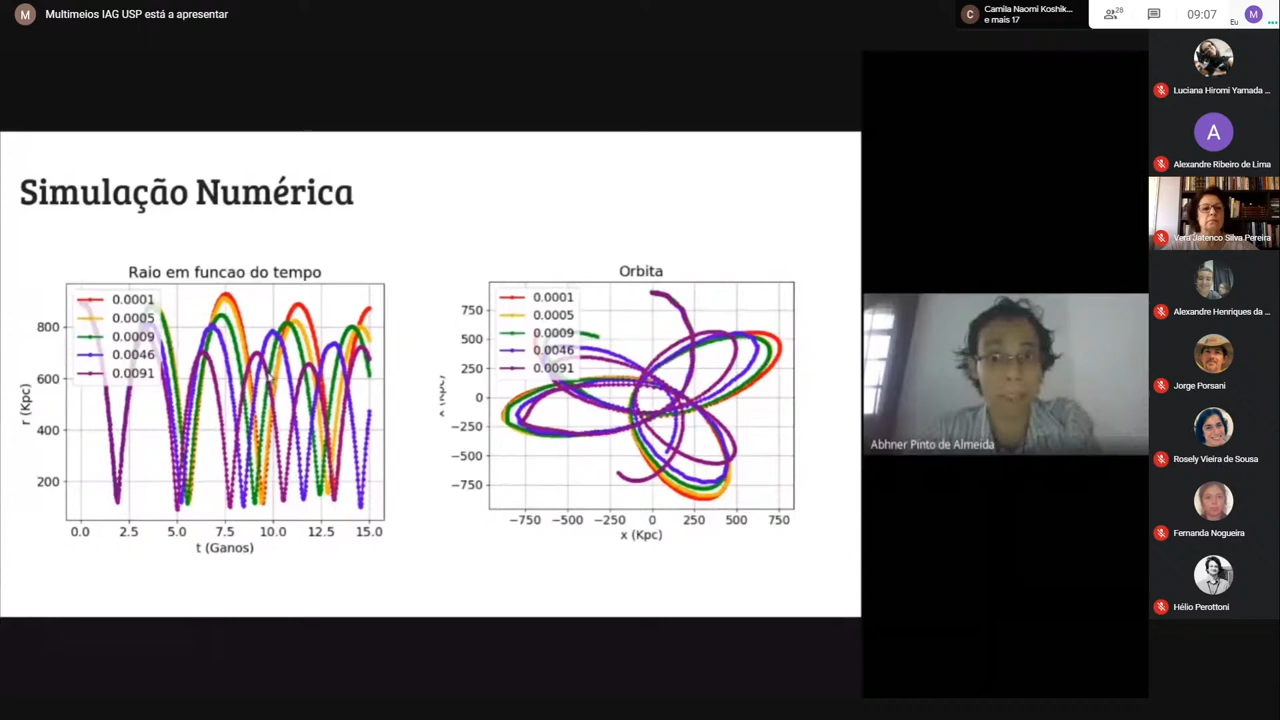 M
Multimeios IAG USP está a apresentar
C
Camila Naomi Koshik...
e mais 17
28
09:07
Eu
M
Luciana Hiromi Yamada ...
A
Alexandre Ribeiro de Lima
Vera Jatenco Silva Pereira
Alexandre Henriques da ...
Jorge Porsani
Rosely Vieira de Sousa
Fernanda Nogueira
Hélio Perottoni
Abhner Pinto de Almeida
Simulação Numérica
Raio em funcao do tempo
0.0001
0.0005
0.0009
0.0046
0.0091
800
600
400
200
r (Kpc)
0.0 2.5 5.0 7.5 10.0 12.5 15.0
t (Ganos)
Orbita
0.0001
0.0005
0.0009
0.0046
0.0091
750
500
250
0
−250
−500
−750
−750 −500 −250 0 250 500 750
x (Kpc)